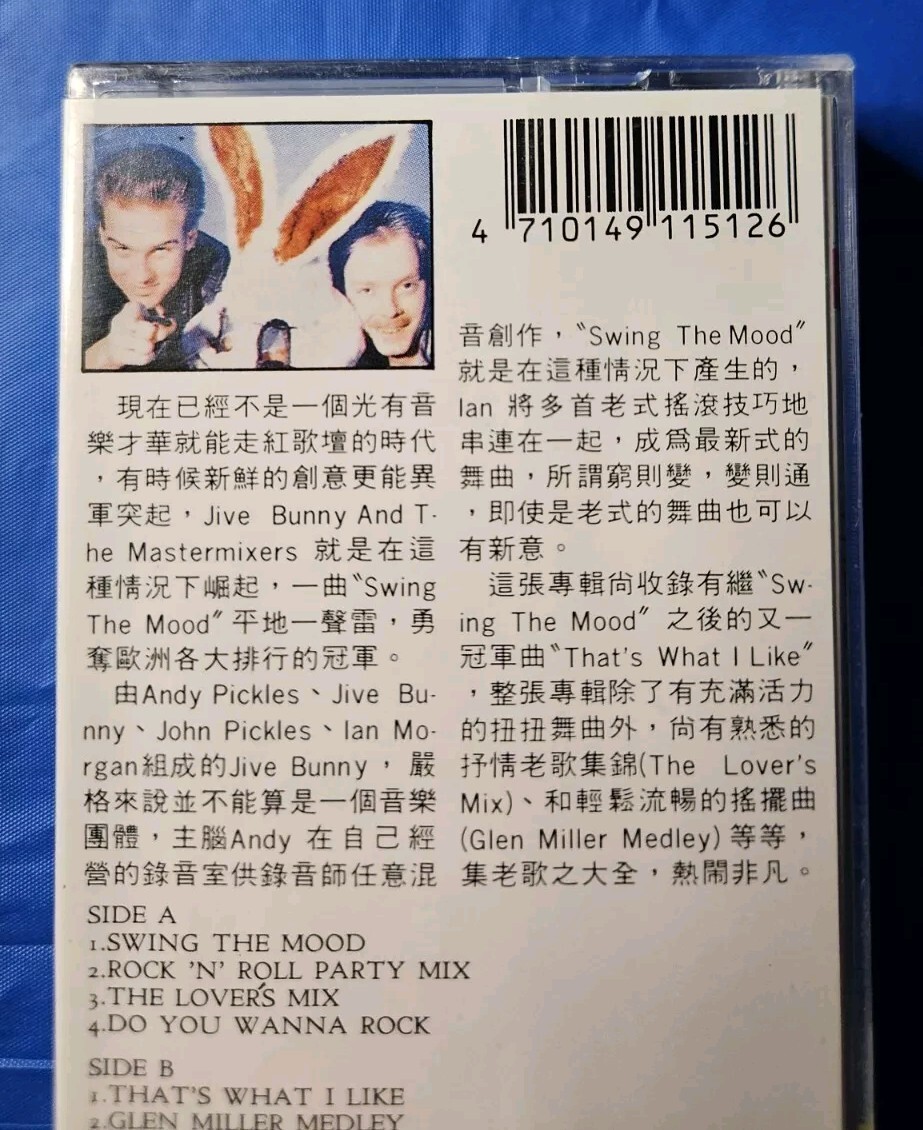 4 710149 115126
現在已經不是一個光有音
樂才華就能走紅歌壇的時代
，有時候新鮮的創意更能異
軍突起，Jive Bunny And T-
he Mastermixers 就是在這
種情況下崛起，一曲〝Swing
The Mood〞平地一聲雷，勇
奪歐洲各大排行的冠軍。
由Andy Pickles、Jive Bu-
nny、John Pickles、Ian Mo-
rgan組成的Jive Bunny，嚴
格來說並不能算是一個音樂
團體，主腦Andy 在自己經
營的錄音室供錄音師任意混
音創作，〝Swing The Mood〞
就是在這種情況下產生的，
Ian 將多首老式搖滾技巧地
串連在一起，成爲最新式的
舞曲，所謂窮則變，變則通
，即使是老式的舞曲也可以
有新意。
這張專輯尚收錄有繼〝Sw-
ing The Mood〞之後的又一
冠軍曲〝That's What I Like〞
，整張專輯除了有充滿活力
的扭扭舞曲外，尚有熟悉的
抒情老歌集錦(The Lover's
Mix)、和輕鬆流暢的搖擺曲
(Glen Miller Medley)等等，
集老歌之大全，熱鬧非凡。
SIDE A
1.SWING THE MOOD
2.ROCK 'N' ROLL PARTY MIX
3.THE LOVER'S MIX
4.DO YOU WANNA ROCK
SIDE B
1.THAT'S WHAT I LIKE
2.GLEN MILLER MEDLEY